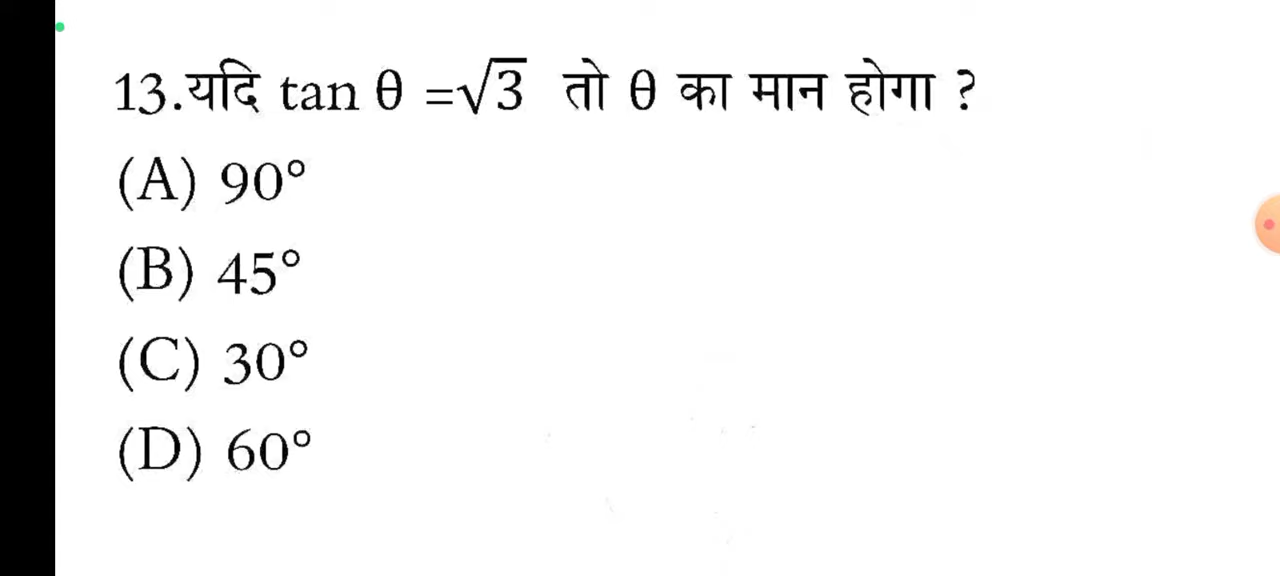 13.यदि tan θ =√3 तो θ का मान होगा ?
(A) 90°
(B) 45°
(C) 30°
(D) 60°